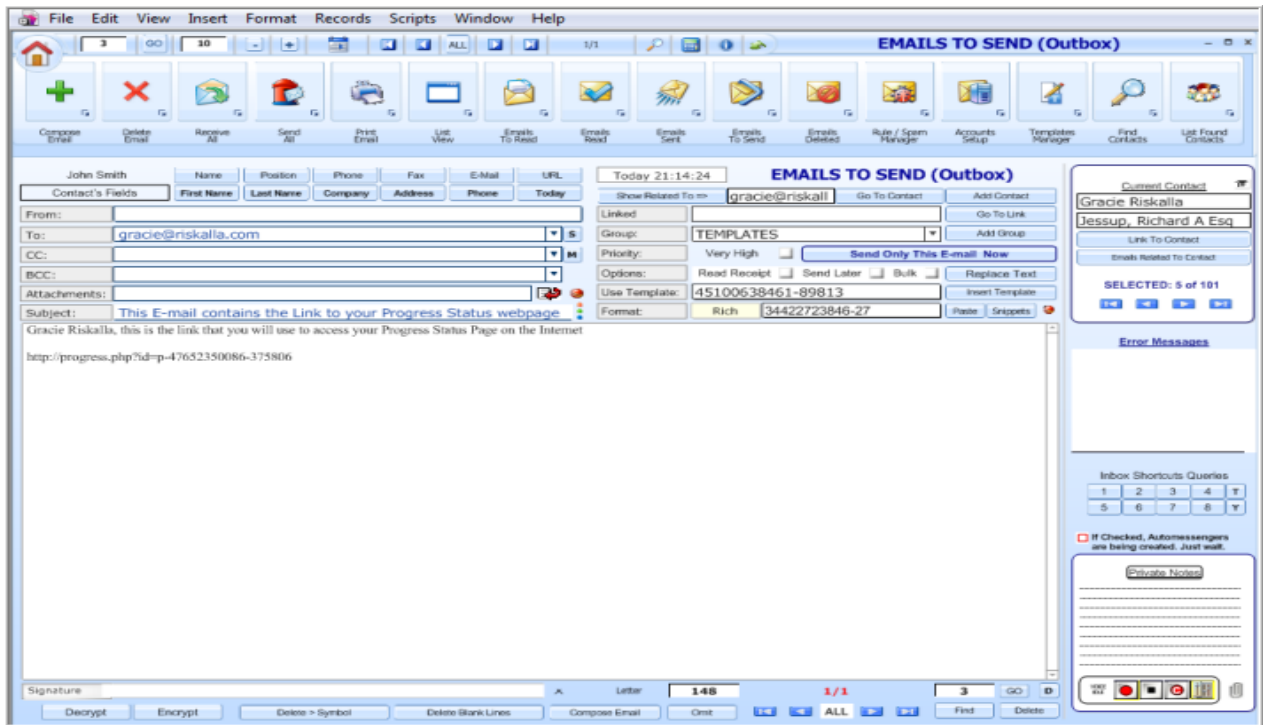 File Edit View Insert Format Records Scripts Window Help
3 GO 10 - + ALL 1/1 EMAILS TO SEND (Outbox)
Compose Email Delete Email Receive All Send All Print Email List View Emails To Read Emails Read Emails Sent Emails To Send Emails Deleted Rule / Spam Manager Accounts Setup Templates Manager Find Contacts List Found Contacts
John Smith Name Position Phone Fax E-Mail URL Today 21:14:24 EMAILS TO SEND (Outbox)
Contact's Fields First Name Last Name Company Address Phone Today Show Related To => gracie@riskall Go To Contact Add Contact
From: Linked Go To Link
To: gracie@riskalla.com S Group: TEMPLATES Add Group
CC: M Priority: Very High Send Only This E-mail Now
BCC: Options: Read Receipt Send Later Bulk Replace Text
Attachments: Use Template: 45100638461-89813 Insert Template
Subject: This E-mail contains the Link to your Progress Status webpage Format: Rich 34422723846-27 Paste Snippets
Gracie Riskalla, this is the link that you will use to access your Progress Status Page on the Internet
http://progress.php?id=p-47652350086-375806
Current Contact
Gracie Riskalla
Jessup, Richard A Esq
Link To Contact
Emails Related To Contact
SELECTED: 5 of 101
Error Messages
Inbox Shortcuts Queries
1 2 3 4
5 6 7 8
If Checked, Automessengers
are being created. Just wait.
Private Notes
Signature Letter 148 1/1 3 GO D
Decrypt Encrypt Delete > Symbol Delete Blank Lines Compose Email Omit ALL Find Delete